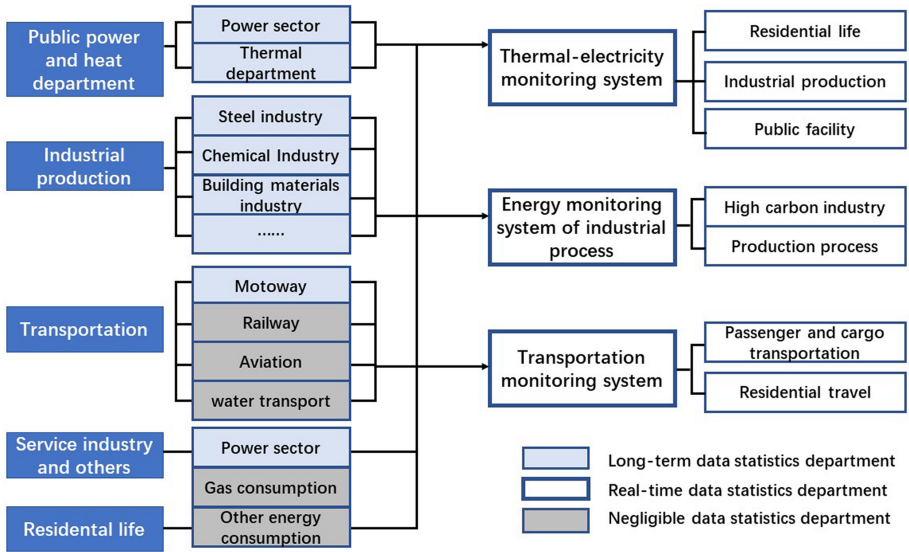 Public power
and heat
department
Power sector
Thermal
department
Industrial
production
Steel industry
Chemical Industry
Building materials
industry
······
Transportation
Motoway
Railway
Aviation
water transport
Service industry
and others
Power sector
Gas consumption
Residental life
Other energy
consumption
Thermal-electricity
monitoring system
Residential life
Industrial production
Public facility
Energy monitoring
system of industrial
process
High carbon industry
Production process
Transportation
monitoring system
Passenger and cargo
transportation
Residential travel
Long-term data statistics department
Real-time data statistics department
Negligible data statistics department